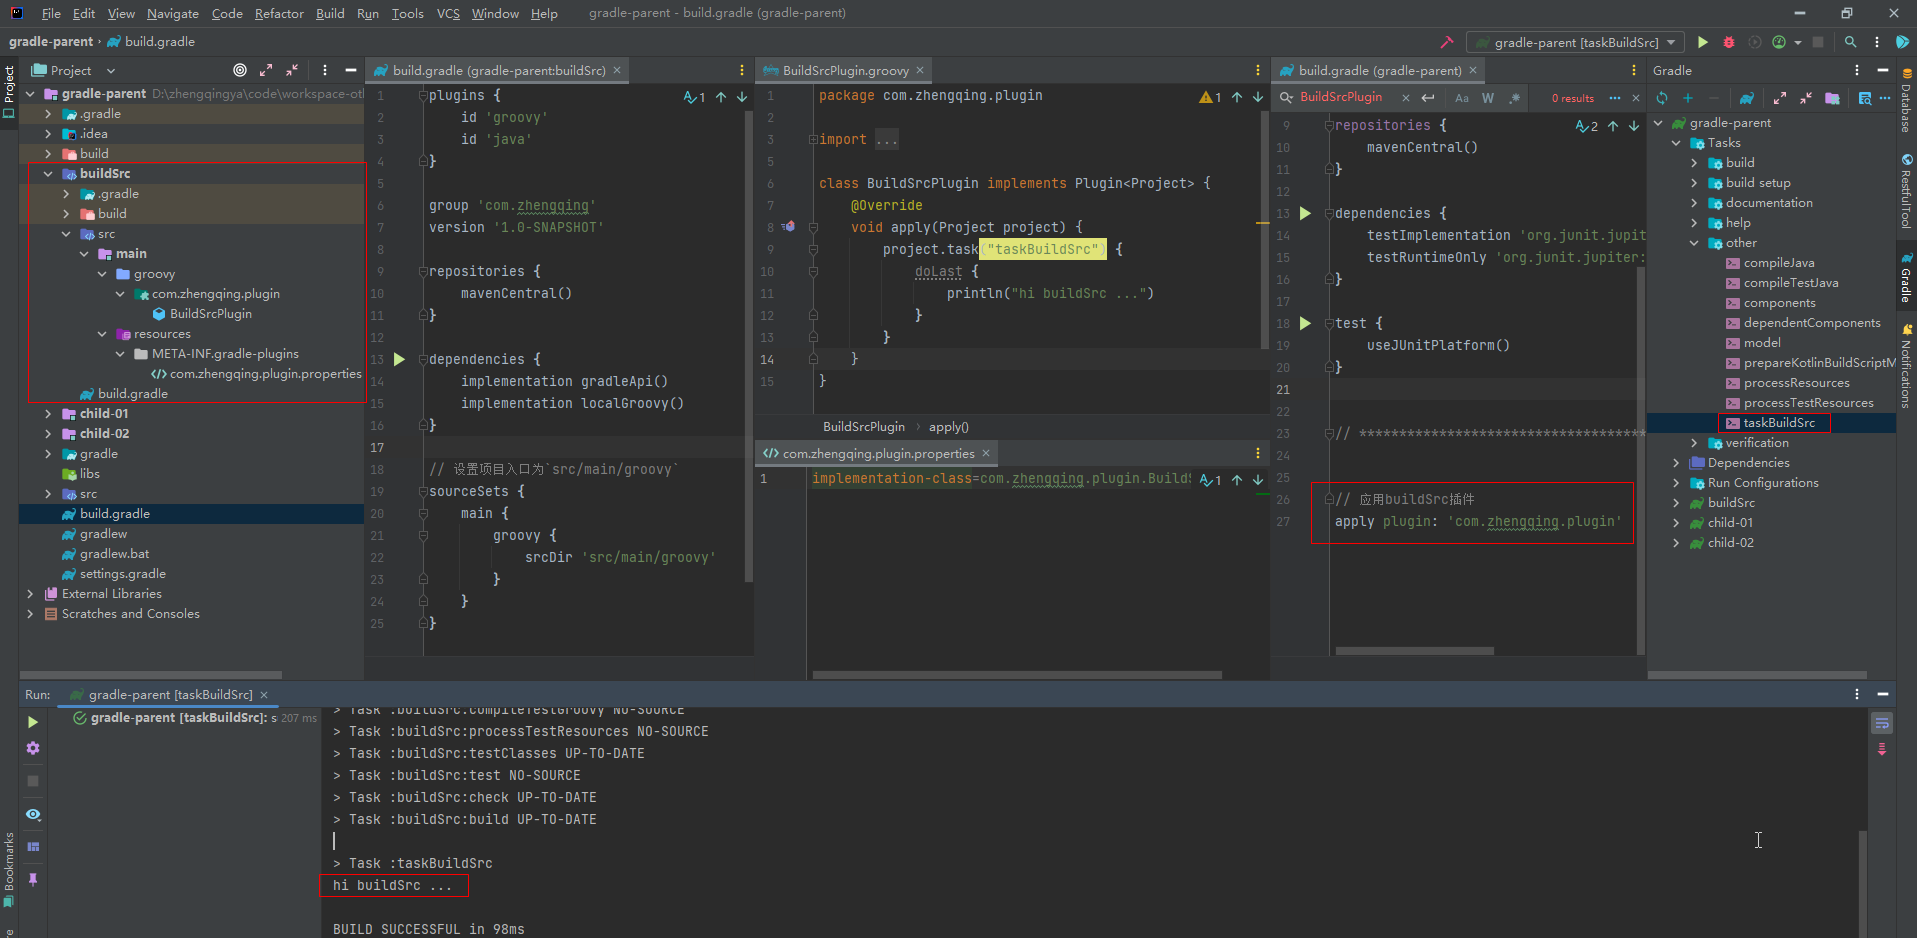 File Edit View Navigate Code Refactor Build Run Tools VCS Window Help gradle-parent - build.gradle (gradle-parent)
gradle-parent › build.gradle
gradle-parent [taskBuildSrc]
Project
Project
gradle-parent D:\zhengqingya\code\workspace-otl
.gradle
.idea
build
buildSrc
.gradle
build
src
main
groovy
com.zhengqing.plugin
BuildSrcPlugin
resources
META-INF.gradle-plugins
com.zhengqing.plugin.properties
build.gradle
child-01
child-02
gradle
libs
src
build.gradle
gradlew
gradlew.bat
settings.gradle
External Libraries
Scratches and Consoles
build.gradle (gradle-parent:buildSrc)
1
1 plugins {
2 id 'groovy'
3 id 'java'
4 }
5
6 group 'com.zhengqing'
7 version '1.0-SNAPSHOT'
8
9 repositories {
10 mavenCentral()
11 }
12
13 dependencies {
14 implementation gradleApi()
15 implementation localGroovy()
16 }
17
18 // 设置项目入口为`src/main/groovy`
19 sourceSets {
20 main {
21 groovy {
22 srcDir 'src/main/groovy'
23 }
24 }
25 }
BuildSrcPlugin.groovy
1
1 package com.zhengqing.plugin
2
3 import ...
5
6 class BuildSrcPlugin implements Plugin<Project> {
7 @Override
8 void apply(Project project) {
9 project.task("taskBuildSrc") {
10 doLast {
11 println("hi buildSrc ...")
12 }
13 }
14 }
15 }
BuildSrcPlugin › apply()
com.zhengqing.plugin.properties
1 implementation-class=com.zhengqing.plugin.BuildS
1
build.gradle (gradle-parent)
BuildSrcPlugin Aa W .* 0 results
2
9 repositories {
10 mavenCentral()
11 }
12
13 dependencies {
14 testImplementation 'org.junit.jupit
15 testRuntimeOnly 'org.junit.jupiter:
16 }
17
18 test {
19 useJUnitPlatform()
20 }
21
22
23 // ************************************
24
25
26 // 应用buildSrc插件
27 apply plugin: 'com.zhengqing.plugin'
Gradle
gradle-parent
Tasks
build
build setup
documentation
help
other
compileJava
compileTestJava
components
dependentComponents
model
prepareKotlinBuildScriptM
processResources
processTestResources
taskBuildSrc
verification
Dependencies
Run Configurations
buildSrc
child-01
child-02
Database
RestfulTool
Gradle
Notifications
Run: gradle-parent [taskBuildSrc]
gradle-parent [taskBuildSrc]: s 207 ms
> Task :buildSrc:compileTestGroovy NO-SOURCE
> Task :buildSrc:processTestResources NO-SOURCE
> Task :buildSrc:testClasses UP-TO-DATE
> Task :buildSrc:test NO-SOURCE
> Task :buildSrc:check UP-TO-DATE
> Task :buildSrc:build UP-TO-DATE
> Task :taskBuildSrc
hi buildSrc ...
BUILD SUCCESSFUL in 98ms
Bookmarks